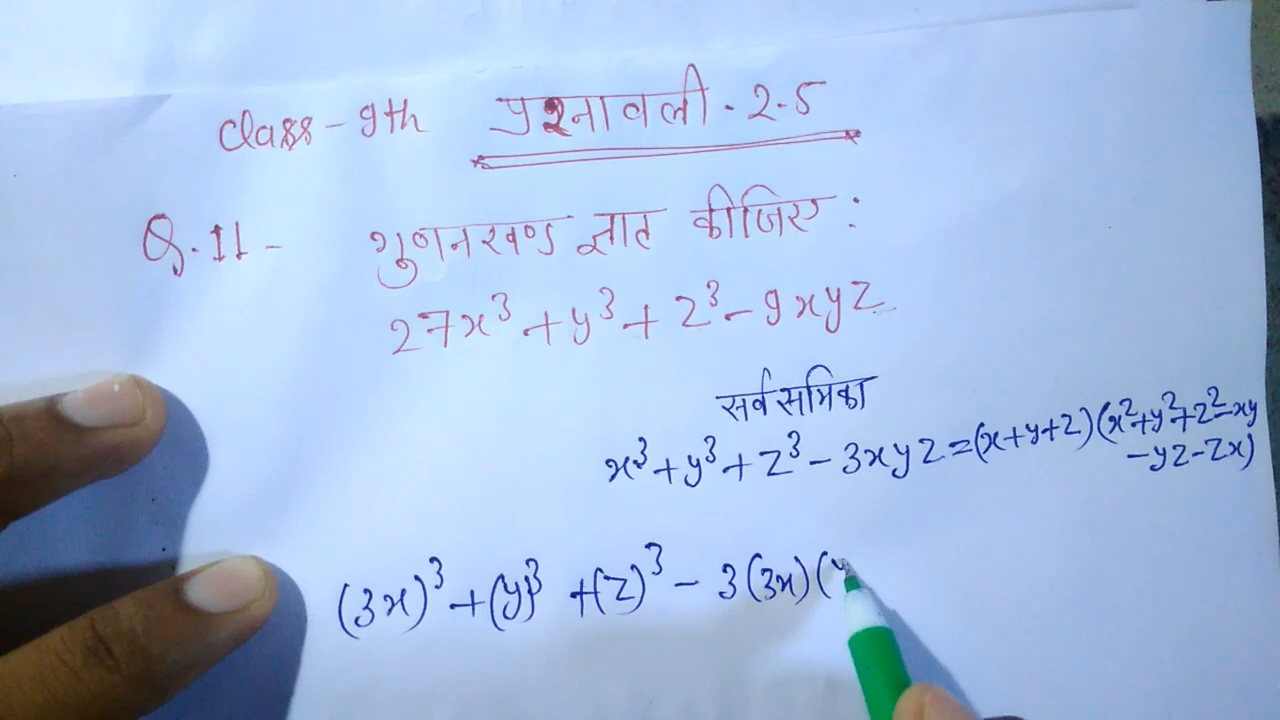 Class-9th प्रश्नावली-2.5
Q.11- गुणनखण्ड ज्ञात कीजिए:
27x³+y³+z³-9xyz
सर्वसमिका
x³+y³+z³-3xyz=(x+y+z)(x²+y²+z²-xy
-yz-zx)
(3x)³+(y)³+(z)³-3(3x)(y